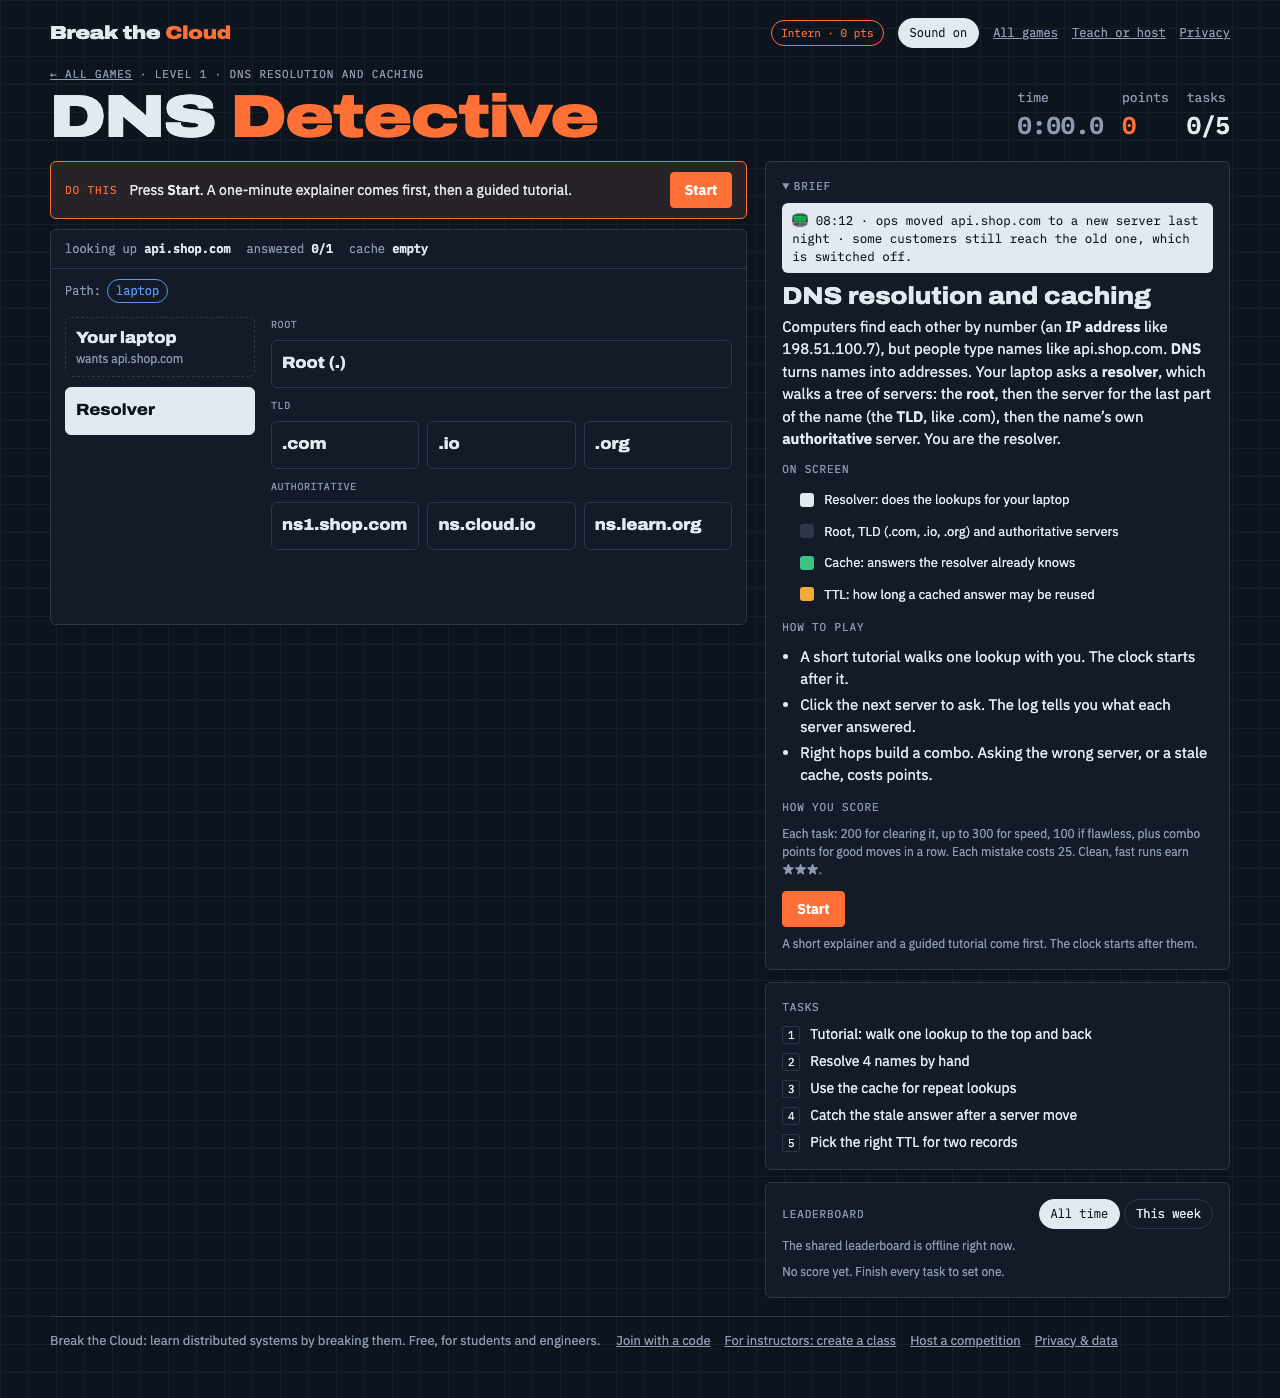 Break the Cloud
Intern · 0 pts
Sound on
All games
Teach or host
Privacy
← ALL GAMES · LEVEL 1 · DNS RESOLUTION AND CACHING
DNS Detective
time
0:00.0
points
0
tasks
0/5
DO THIS Press Start. A one-minute explainer comes first, then a guided tutorial.
Start
looking up api.shop.com answered 0/1 cache empty
Path: laptop
Your laptop
wants api.shop.com
Resolver
ROOT
Root (.)
TLD
.com
.io
.org
AUTHORITATIVE
ns1.shop.com
ns.cloud.io
ns.learn.org
▼ BRIEF
08:12 · ops moved api.shop.com to a new server last
night · some customers still reach the old one, which
is switched off.
DNS resolution and caching
Computers find each other by number (an IP address like
198.51.100.7), but people type names like api.shop.com. DNS
turns names into addresses. Your laptop asks a resolver, which
walks a tree of servers: the root, then the server for the last part
of the name (the TLD, like .com), then the name’s own
authoritative server. You are the resolver.
ON SCREEN
Resolver: does the lookups for your laptop
Root, TLD (.com, .io, .org) and authoritative servers
Cache: answers the resolver already knows
TTL: how long a cached answer may be reused
HOW TO PLAY
• A short tutorial walks one lookup with you. The clock starts
after it.
• Click the next server to ask. The log tells you what each
server answered.
• Right hops build a combo. Asking the wrong server, or a stale
cache, costs points.
HOW YOU SCORE
Each task: 200 for clearing it, up to 300 for speed, 100 if flawless, plus combo
points for good moves in a row. Each mistake costs 25. Clean, fast runs earn
★★★.
Start
A short explainer and a guided tutorial come first. The clock starts after them.
TASKS
1 Tutorial: walk one lookup to the top and back
2 Resolve 4 names by hand
3 Use the cache for repeat lookups
4 Catch the stale answer after a server move
5 Pick the right TTL for two records
LEADERBOARD
All time
This week
The shared leaderboard is offline right now.
No score yet. Finish every task to set one.
Break the Cloud: learn distributed systems by breaking them. Free, for students and engineers.
Join with a code
For instructors: create a class
Host a competition
Privacy & data